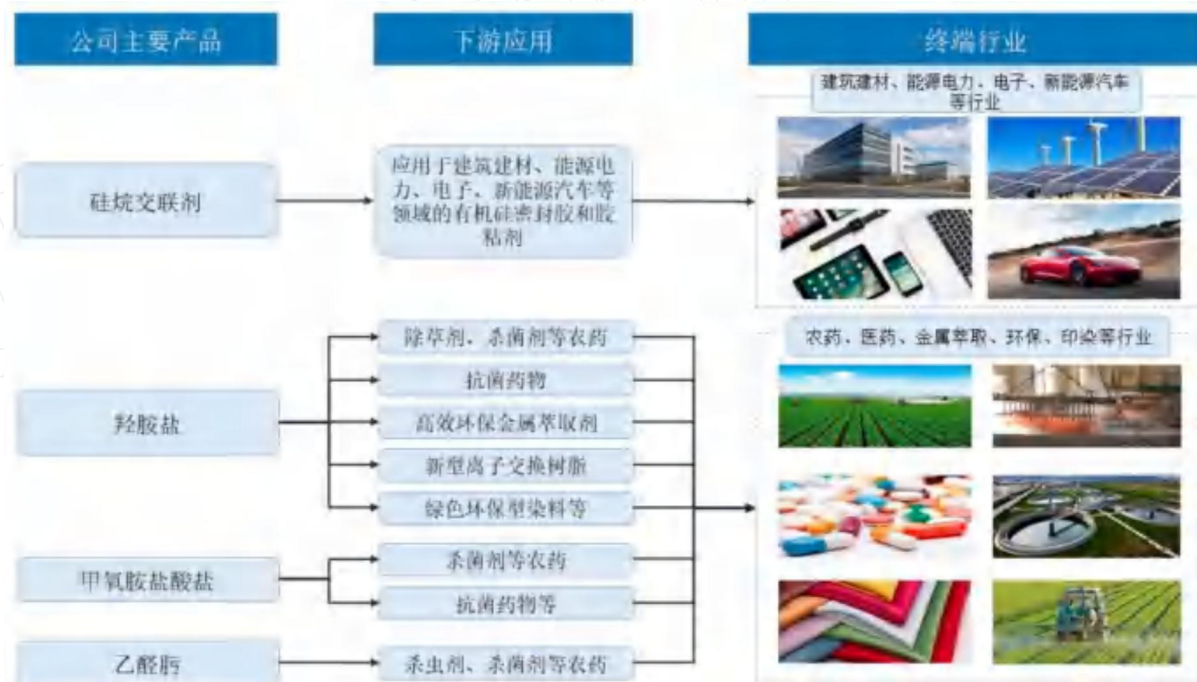 公司主要产品
下游应用
终端行业
建筑建材、能源电力、电子、新能源汽车
等行业
硅烷交联剂
应用于建筑建材、能源电
力、电子、新能源汽车等
领域的有机硅密封胶和胶
粘剂
农药、医药、金属萃取、环保、印染等行业
羟胺盐
除草剂、杀菌剂等农药
抗菌药物
高效环保金属萃取剂
新型离子交换树脂
绿色环保型染料等
甲氧胺盐酸盐
杀菌剂等农药
抗菌药物等
乙醛肟
杀虫剂、杀菌剂等农药